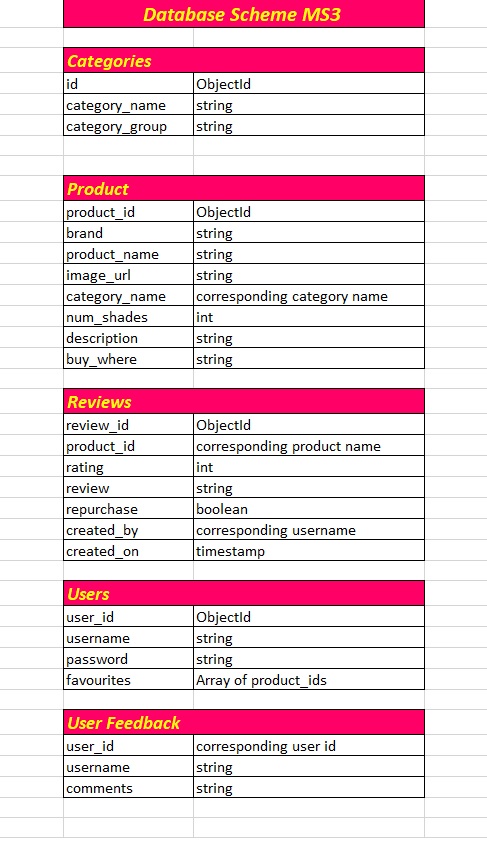 Database Scheme MS3
Categories
id ObjectId
category_name string
category_group string
Product
product_id ObjectId
brand string
product_name string
image_url string
category_name corresponding category name
num_shades int
description string
buy_where string
Reviews
review_id ObjectId
product_id corresponding product name
rating int
review string
repurchase boolean
created_by corresponding username
created_on timestamp
Users
user_id ObjectId
username string
password string
favourites Array of product_ids
User Feedback
user_id corresponding user id
username string
comments string